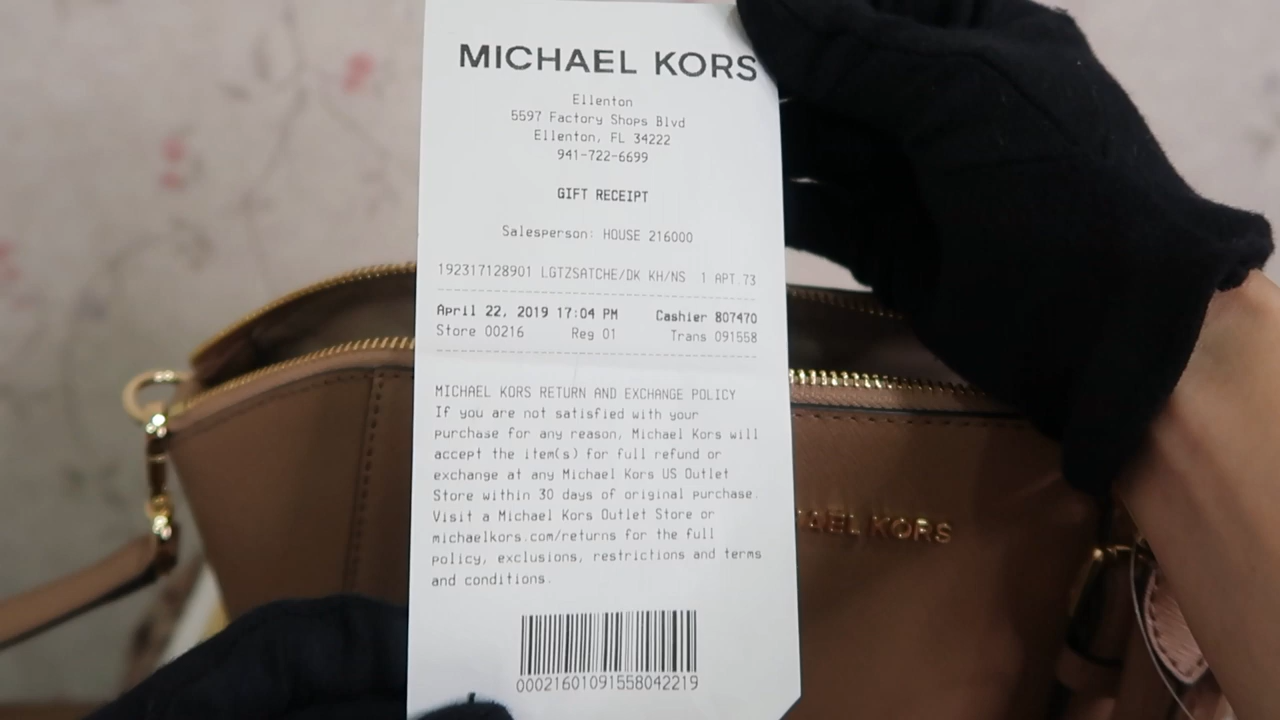 MICHAEL KORS
Ellenton
5597 Factory Shops Blvd
Ellenton, FL 34222
941-722-6699
GIFT RECEIPT
Salesperson: HOUSE 216000
192317128901 LGTZSATCHE/DK KH/NS 1 APT.73
April 22, 2019 17:04 PM Cashier 807470
Store 00216 Reg 01 Trans 091558
MICHAEL KORS RETURN AND EXCHANGE POLICY
If you are not satisfied with your
purchase for any reason, Michael Kors will
accept the item(s) for full refund or
exchange at any Michael Kors US Outlet
Store within 30 days of original purchase.
Visit a Michael Kors Outlet Store or
michaelkors.com/returns for the full
policy, exclusions, restrictions and terms
and conditions.
00021601091558042219
KORS